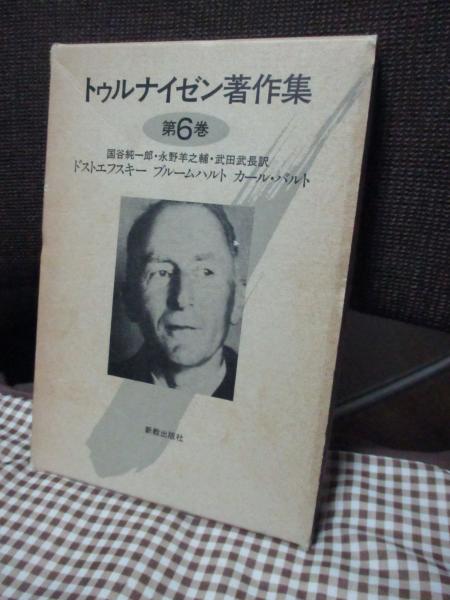 トゥルナイゼン著作集
第6巻
国谷純一郎・永野羊之輔・武田武長訳
ドストエフスキー ブルームハルト カール・バルト
新教出版社